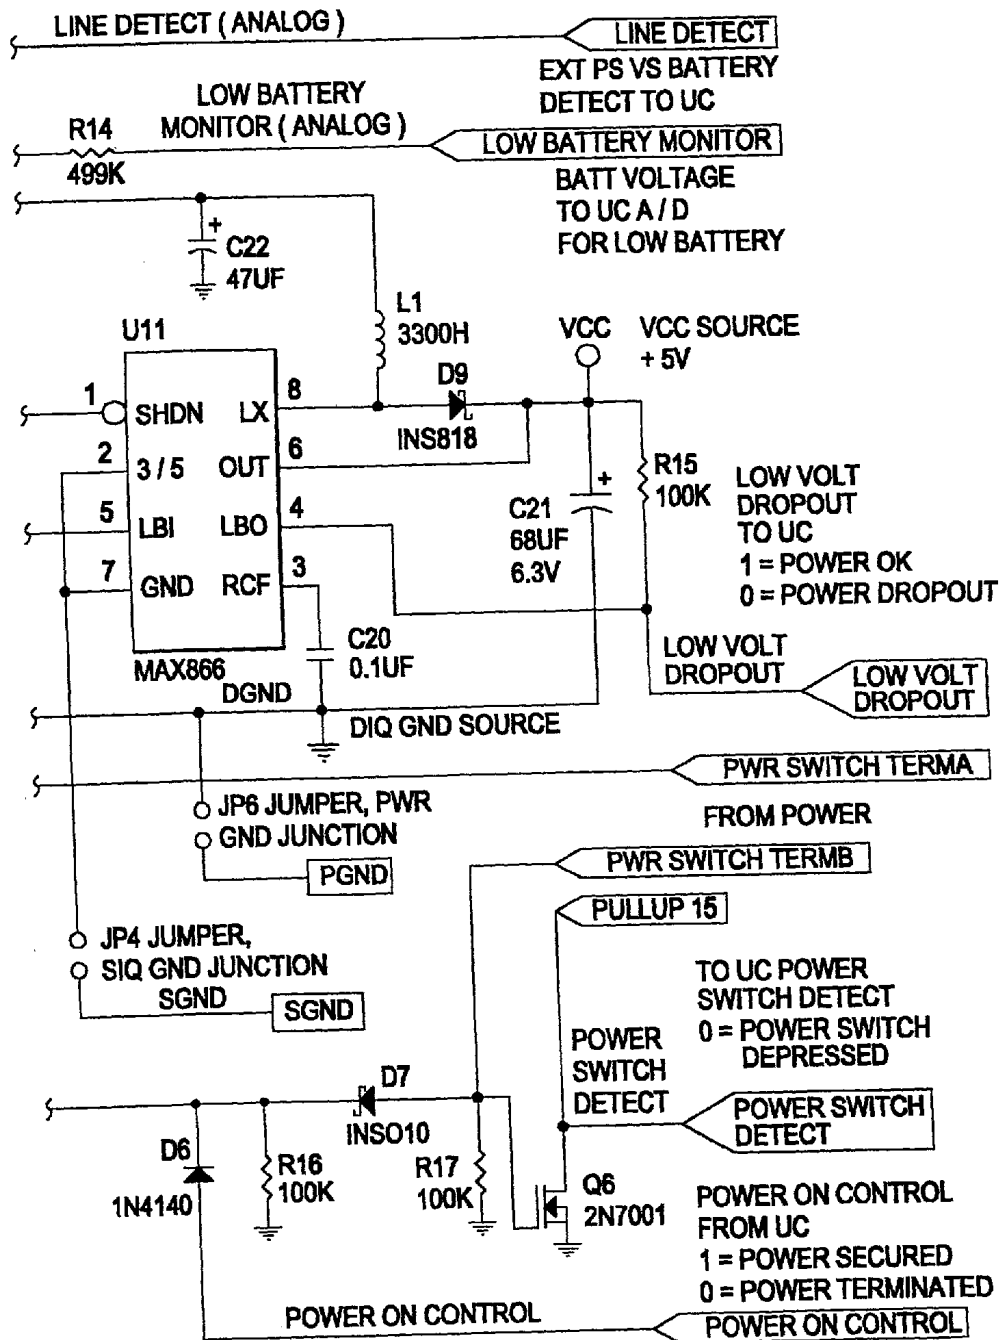 LINE DETECT ( ANALOG )
LINE DETECT
EXT PS VS BATTERY
DETECT TO UC
LOW BATTERY
MONITOR ( ANALOG )
R14
499K
LOW BATTERY MONITOR
BATT VOLTAGE
TO UC A / D
FOR LOW BATTERY
+
C22
47UF
L1
3300H
U11
VCC
VCC SOURCE
+ 5V
D9
INS818
1
SHDN
LX
8
2
3 / 5
OUT
6
5
LBI
LBO
4
7
GND
RCF
3
MAX866
+
C21
68UF
6.3V
R15
100K
LOW VOLT
DROPOUT
TO UC
1 = POWER OK
0 = POWER DROPOUT
C20
0.1UF
LOW VOLT
DROPOUT
LOW VOLT
DROPOUT
DGND
DIQ GND SOURCE
PWR SWITCH TERMA
JP6 JUMPER, PWR
GND JUNCTION
PGND
FROM POWER
PWR SWITCH TERMB
PULLUP 15
JP4 JUMPER,
SIQ GND JUNCTION
SGND
SGND
TO UC POWER
SWITCH DETECT
0 = POWER SWITCH
DEPRESSED
POWER
SWITCH
DETECT
POWER SWITCH
DETECT
D7
INSO10
D6
1N4140
R16
100K
R17
100K
Q6
2N7001
POWER ON CONTROL
FROM UC
1 = POWER SECURED
0 = POWER TERMINATED
POWER ON CONTROL
POWER ON CONTROL